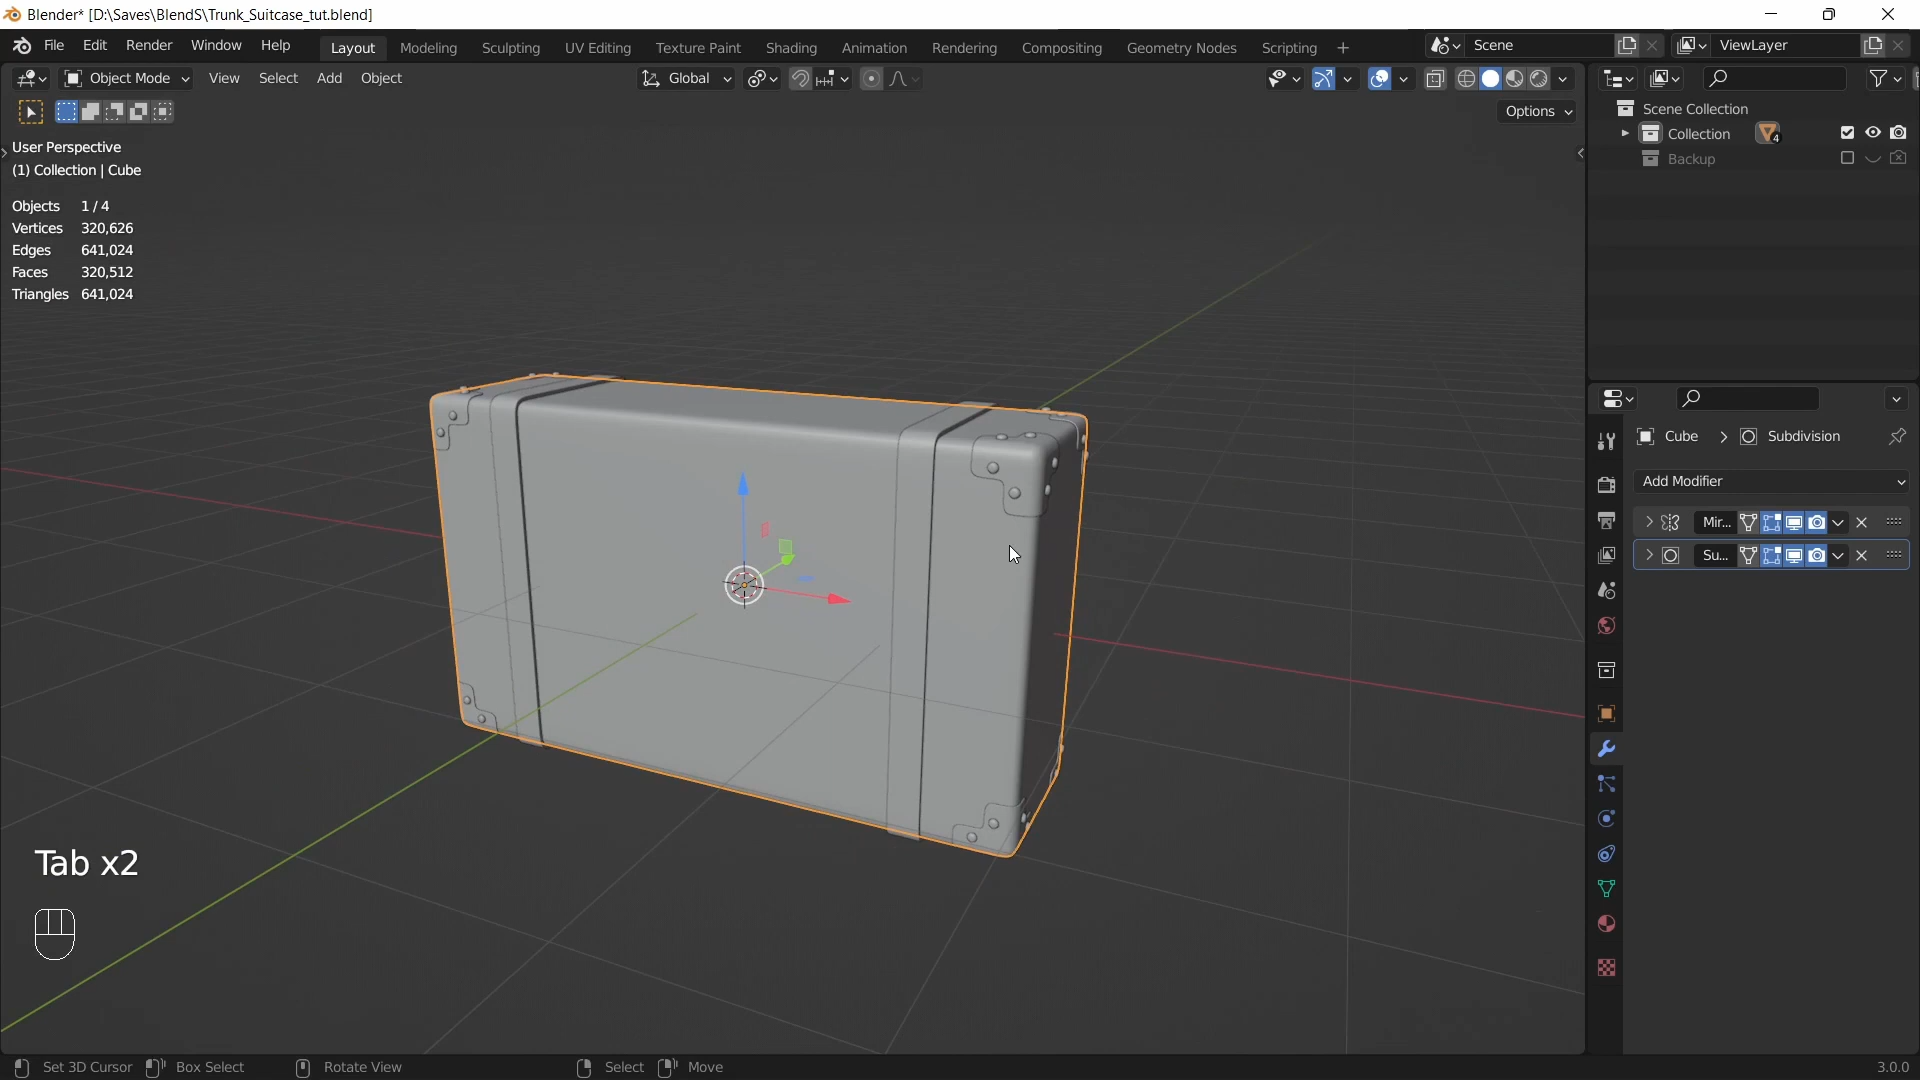 Blender* [D:\Saves\BlendS\Trunk_Suitcase_tut.blend]
File Edit Render Window Help Layout Modeling Sculpting UV Editing Texture Paint Shading Animation Rendering Compositing Geometry Nodes Scripting + Scene ViewLayer
Object Mode View Select Add Object Global
Options
User Perspective
(1) Collection | Cube
Objects 1 / 4
Vertices 320,626
Edges 641,024
Faces 320,512
Triangles 641,024
Scene Collection
Collection 4
Backup
Cube > Subdivision
Add Modifier
Mir...
Su...
Tab x2
Set 3D Cursor Box Select Rotate View Select Move 3.0.0